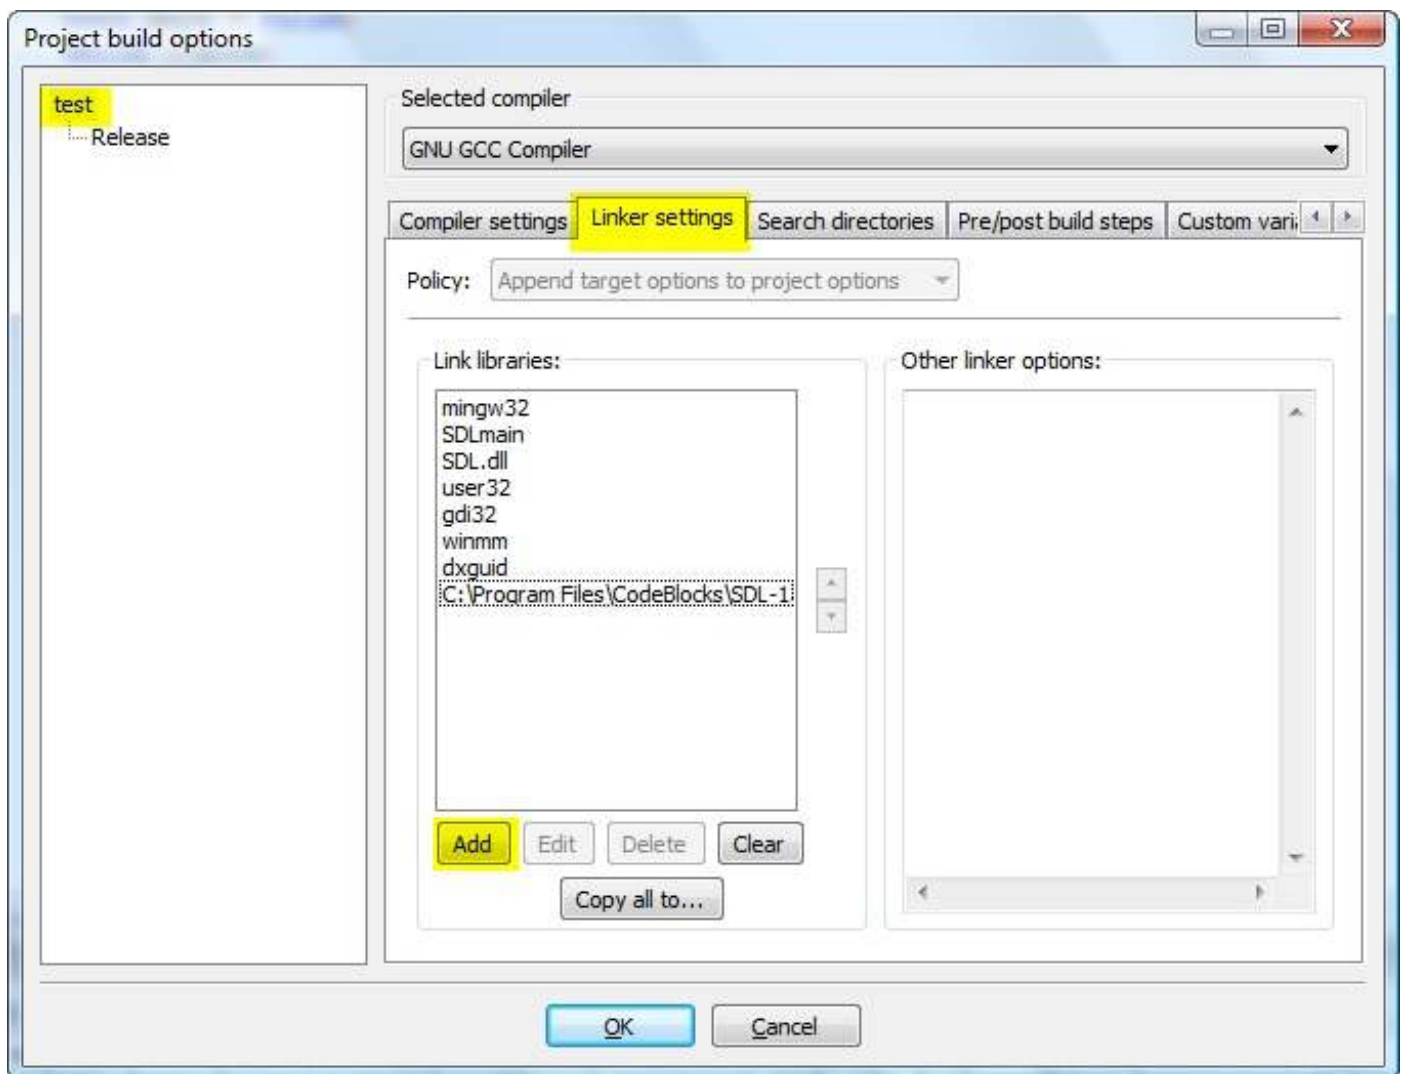 Project build options
test
Release
Selected compiler
GNU GCC Compiler
Compiler settings Linker settings Search directories Pre/post build steps Custom vari
Policy: Append target options to project options
Link libraries:
mingw32
SDLmain
SDL.dll
user32
gdi32
winmm
dxguid
C:\Program Files\CodeBlocks\SDL-1
Add Edit Delete Clear
Copy all to...
Other linker options:
OK Cancel